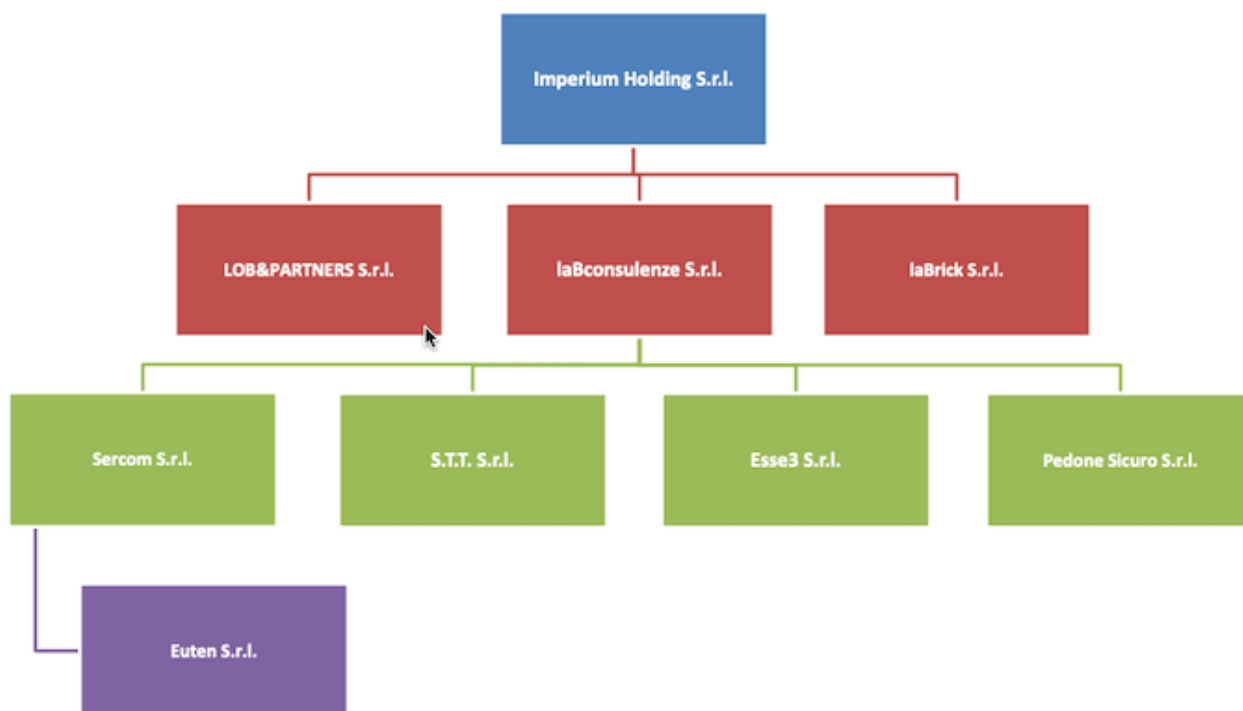 Imperium Holding S.r.l.
LOB&PARTNERS S.r.l.
laBconsulenze S.r.l.
laBrick S.r.l.
Sercom S.r.l.
S.T.T. S.r.l.
Esse3 S.r.l.
Pedone Sicuro S.r.l.
Euten S.r.l.